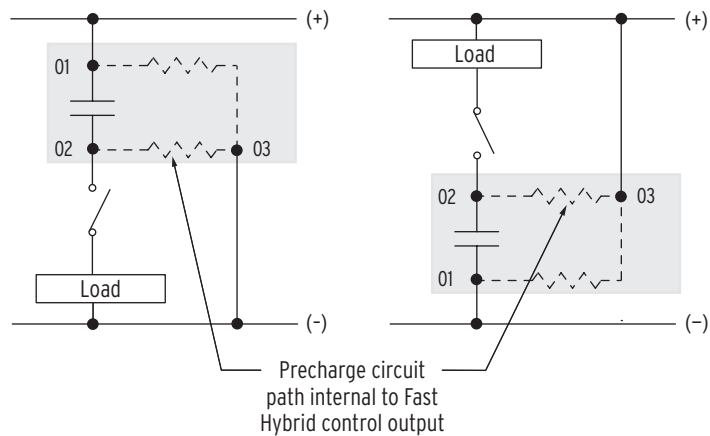 (+)
01
02
03
Load
(-)
(+)
Load
02
03
01
(−)
Precharge circuit
path internal to Fast
Hybrid control output